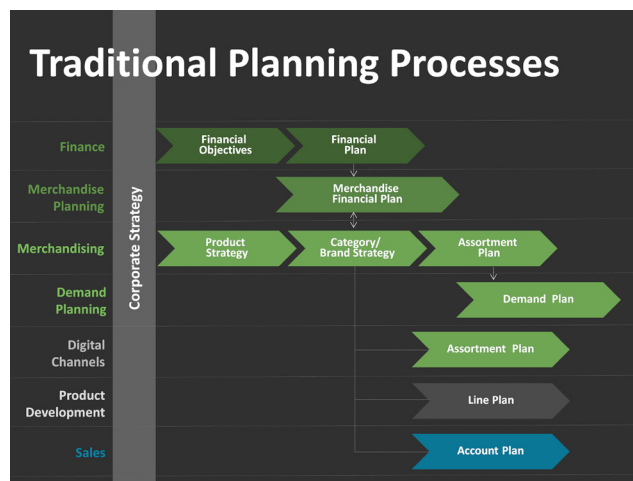 Traditional Planning Processes
Corporate Strategy
Finance
Financial
Objectives
Financial
Plan
Merchandise
Planning
Merchandise
Financial Plan
Merchandising
Product
Strategy
Category/
Brand Strategy
Assortment
Plan
Demand
Planning
Demand Plan
Digital
Channels
Assortment Plan
Product
Development
Line Plan
Sales
Account Plan